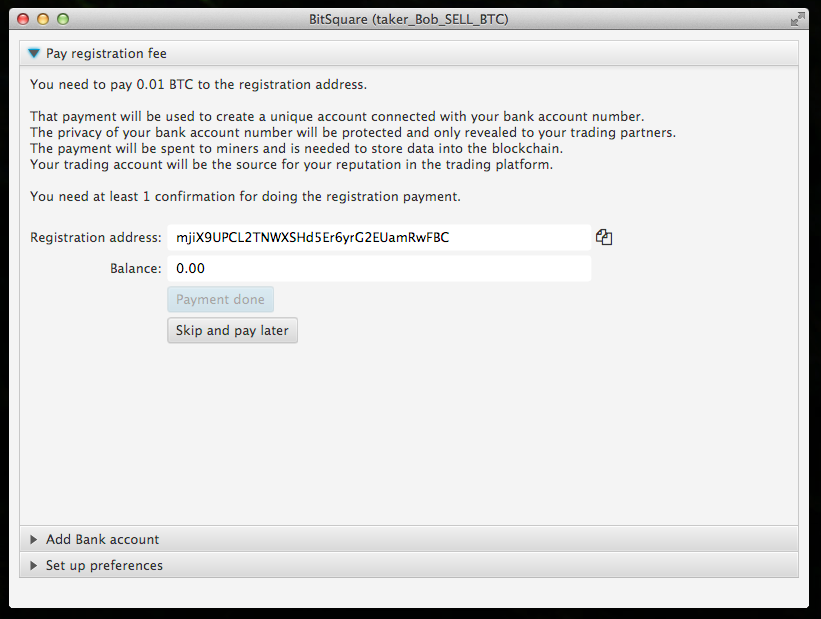 BitSquare (taker_Bob_SELL_BTC)
Pay registration fee
You need to pay 0.01 BTC to the registration address.
That payment will be used to create a unique account connected with your bank account number.
The privacy of your bank account number will be protected and only revealed to your trading partners.
The payment will be spent to miners and is needed to store data into the blockchain.
Your trading account will be the source for your reputation in the trading platform.
You need at least 1 confirmation for doing the registration payment.
Registration address: mjiX9UPCL2TNWXSHd5Er6yrG2EUamRwFBC
Balance: 0.00
Payment done
Skip and pay later
Add Bank account
Set up preferences